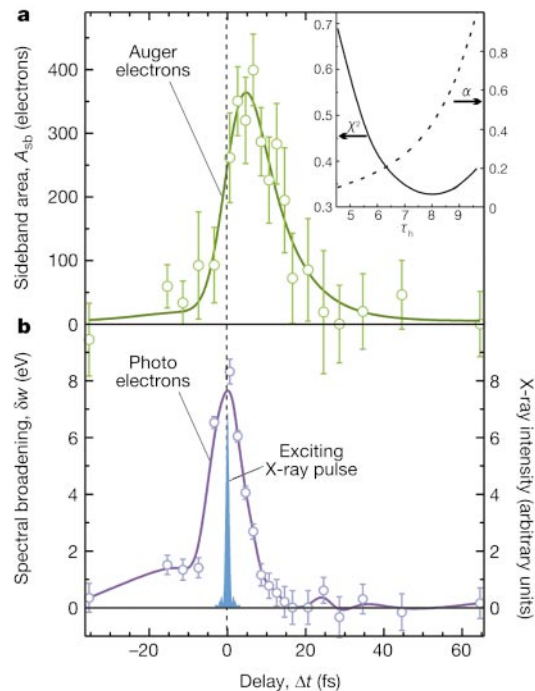 a
Sideband area, A_sb (electrons)
400
300
200
100
0
Auger
electrons
0.7
0.6
0.5
0.4
0.3
χ²
α
0.8
0.6
0.4
0.2
0
5
6
7
8
9
τ_h
b
Spectral broadening, δw (eV)
8
6
4
2
0
Photo
electrons
Exciting
X-ray pulse
8
6
4
2
0
X-ray intensity (arbitrary units)
−20
0
20
40
60
Delay, Δt (fs)